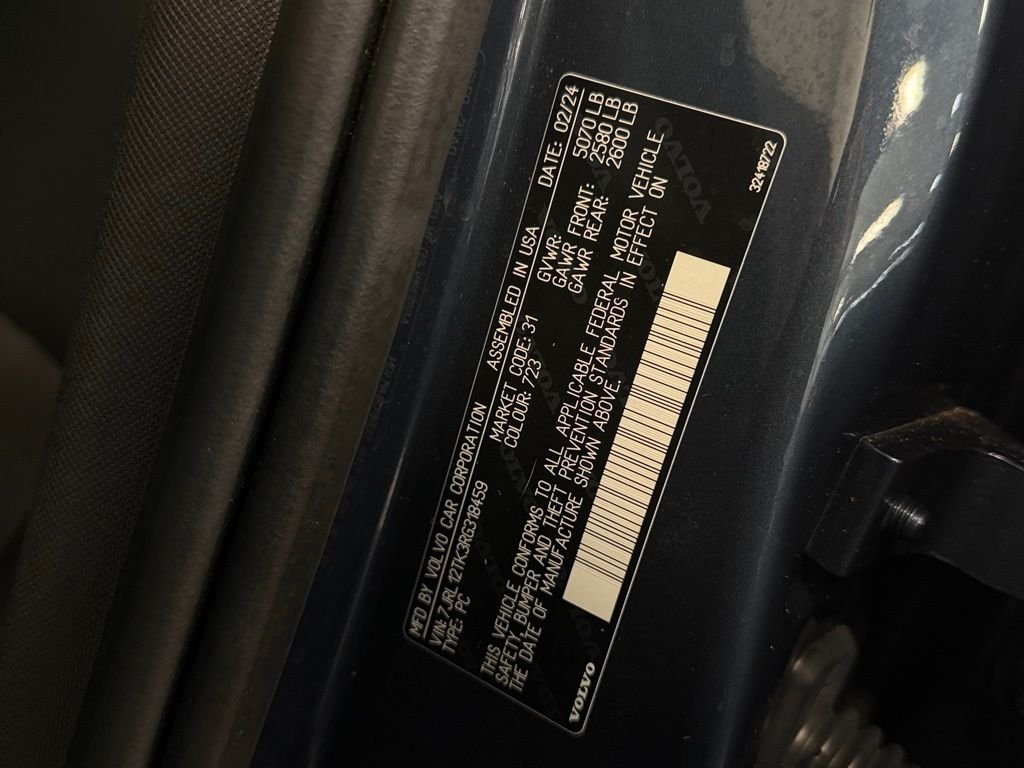 MFD BY VOLVO CAR CORPORATION ASSEMBLED IN USA DATE: 02/24
VIN: 7JRL12TK3RG318459 MARKET CODE: 31 GVWR: 5070 LB
TYPE: PC COLOUR: 723 GAWR FRONT: 2580 LB
GAWR REAR: 2600 LB
THIS VEHICLE CONFORMS TO ALL APPLICABLE FEDERAL MOTOR VEHICLE
SAFETY, BUMPER AND THEFT PREVENTION STANDARDS IN EFFECT ON
THE DATE OF MANUFACTURE SHOWN ABOVE.
VOLVO
32418722